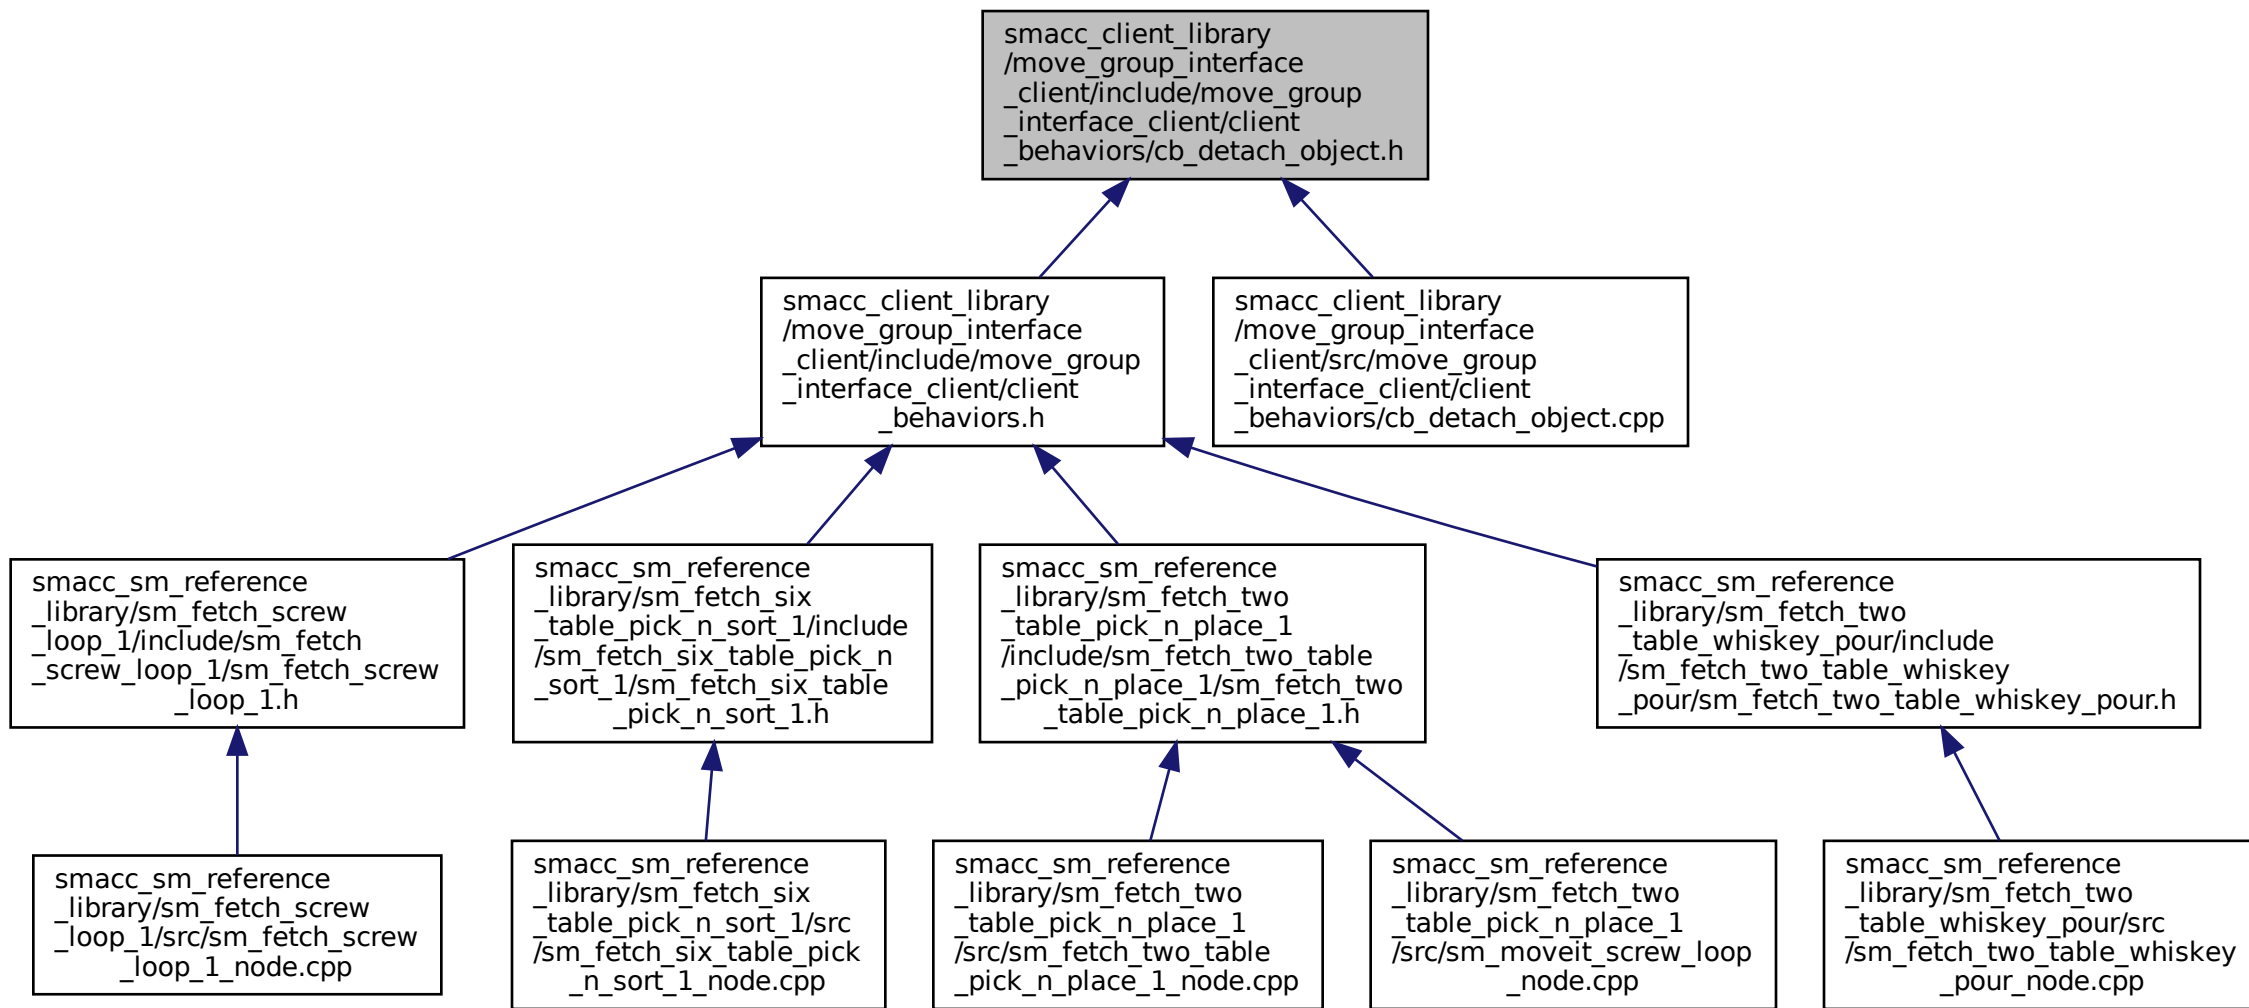 smacc_client_library
/move_group_interface
_client/include/move_group
_interface_client/client
_behaviors/cb_detach_object.h
smacc_client_library
/move_group_interface
_client/include/move_group
_interface_client/client
_behaviors.h
smacc_client_library
/move_group_interface
_client/src/move_group
_interface_client/client
_behaviors/cb_detach_object.cpp
smacc_sm_reference
_library/sm_fetch_screw
_loop_1/include/sm_fetch
_screw_loop_1/sm_fetch_screw
_loop_1.h
smacc_sm_reference
_library/sm_fetch_six
_table_pick_n_sort_1/include
/sm_fetch_six_table_pick_n
_sort_1/sm_fetch_six_table
_pick_n_sort_1.h
smacc_sm_reference
_library/sm_fetch_two
_table_pick_n_place_1
/include/sm_fetch_two_table
_pick_n_place_1/sm_fetch_two
_table_pick_n_place_1.h
smacc_sm_reference
_library/sm_fetch_two
_table_whiskey_pour/include
/sm_fetch_two_table_whiskey
_pour/sm_fetch_two_table_whiskey_pour.h
smacc_sm_reference
_library/sm_fetch_screw
_loop_1/src/sm_fetch_screw
_loop_1_node.cpp
smacc_sm_reference
_library/sm_fetch_six
_table_pick_n_sort_1/src
/sm_fetch_six_table_pick
_n_sort_1_node.cpp
smacc_sm_reference
_library/sm_fetch_two
_table_pick_n_place_1
/src/sm_fetch_two_table
_pick_n_place_1_node.cpp
smacc_sm_reference
_library/sm_fetch_two
_table_pick_n_place_1
/src/sm_moveit_screw_loop
_node.cpp
smacc_sm_reference
_library/sm_fetch_two
_table_whiskey_pour/src
/sm_fetch_two_table_whiskey
_pour_node.cpp